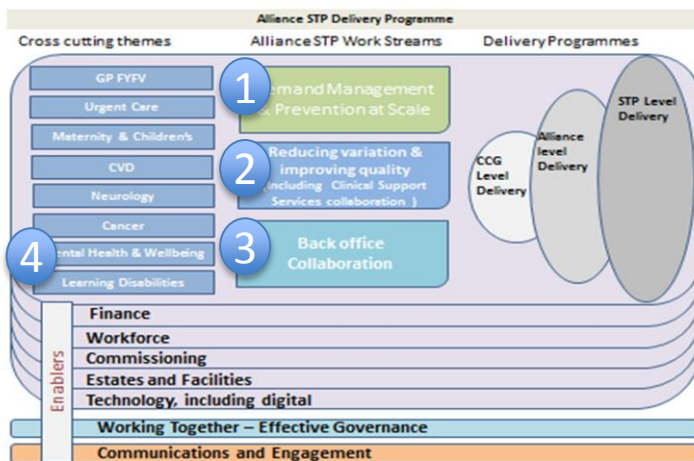 Alliance STP Delivery Programme
Cross cutting themes
Alliance STP Work Streams
Delivery Programmes
GP FYFV
Urgent Care
Maternity & Children's
CVD
Neurology
Cancer
4
ental Health & Wellbeing
Learning Disabilities
1
emand Management
& Prevention at Scale
2
Reducing variation &
improving quality
(including Clinical Support
Services collaboration )
3
Back office
Collaboration
CCG
Level
Delivery
Alliance
level
Delivery
STP Level
Delivery
Enablers
Finance
Workforce
Commissioning
Estates and Facilities
Technology, including digital
Working Together – Effective Governance
Communications and Engagement